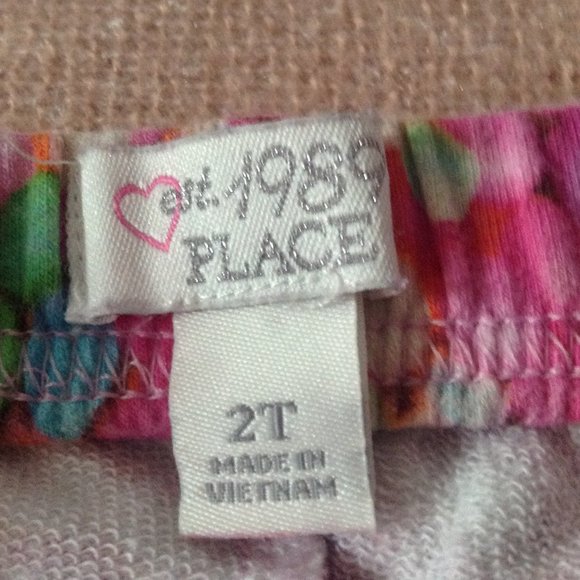 est. 1989
PLACE
2T
MADE IN
VIETNAM